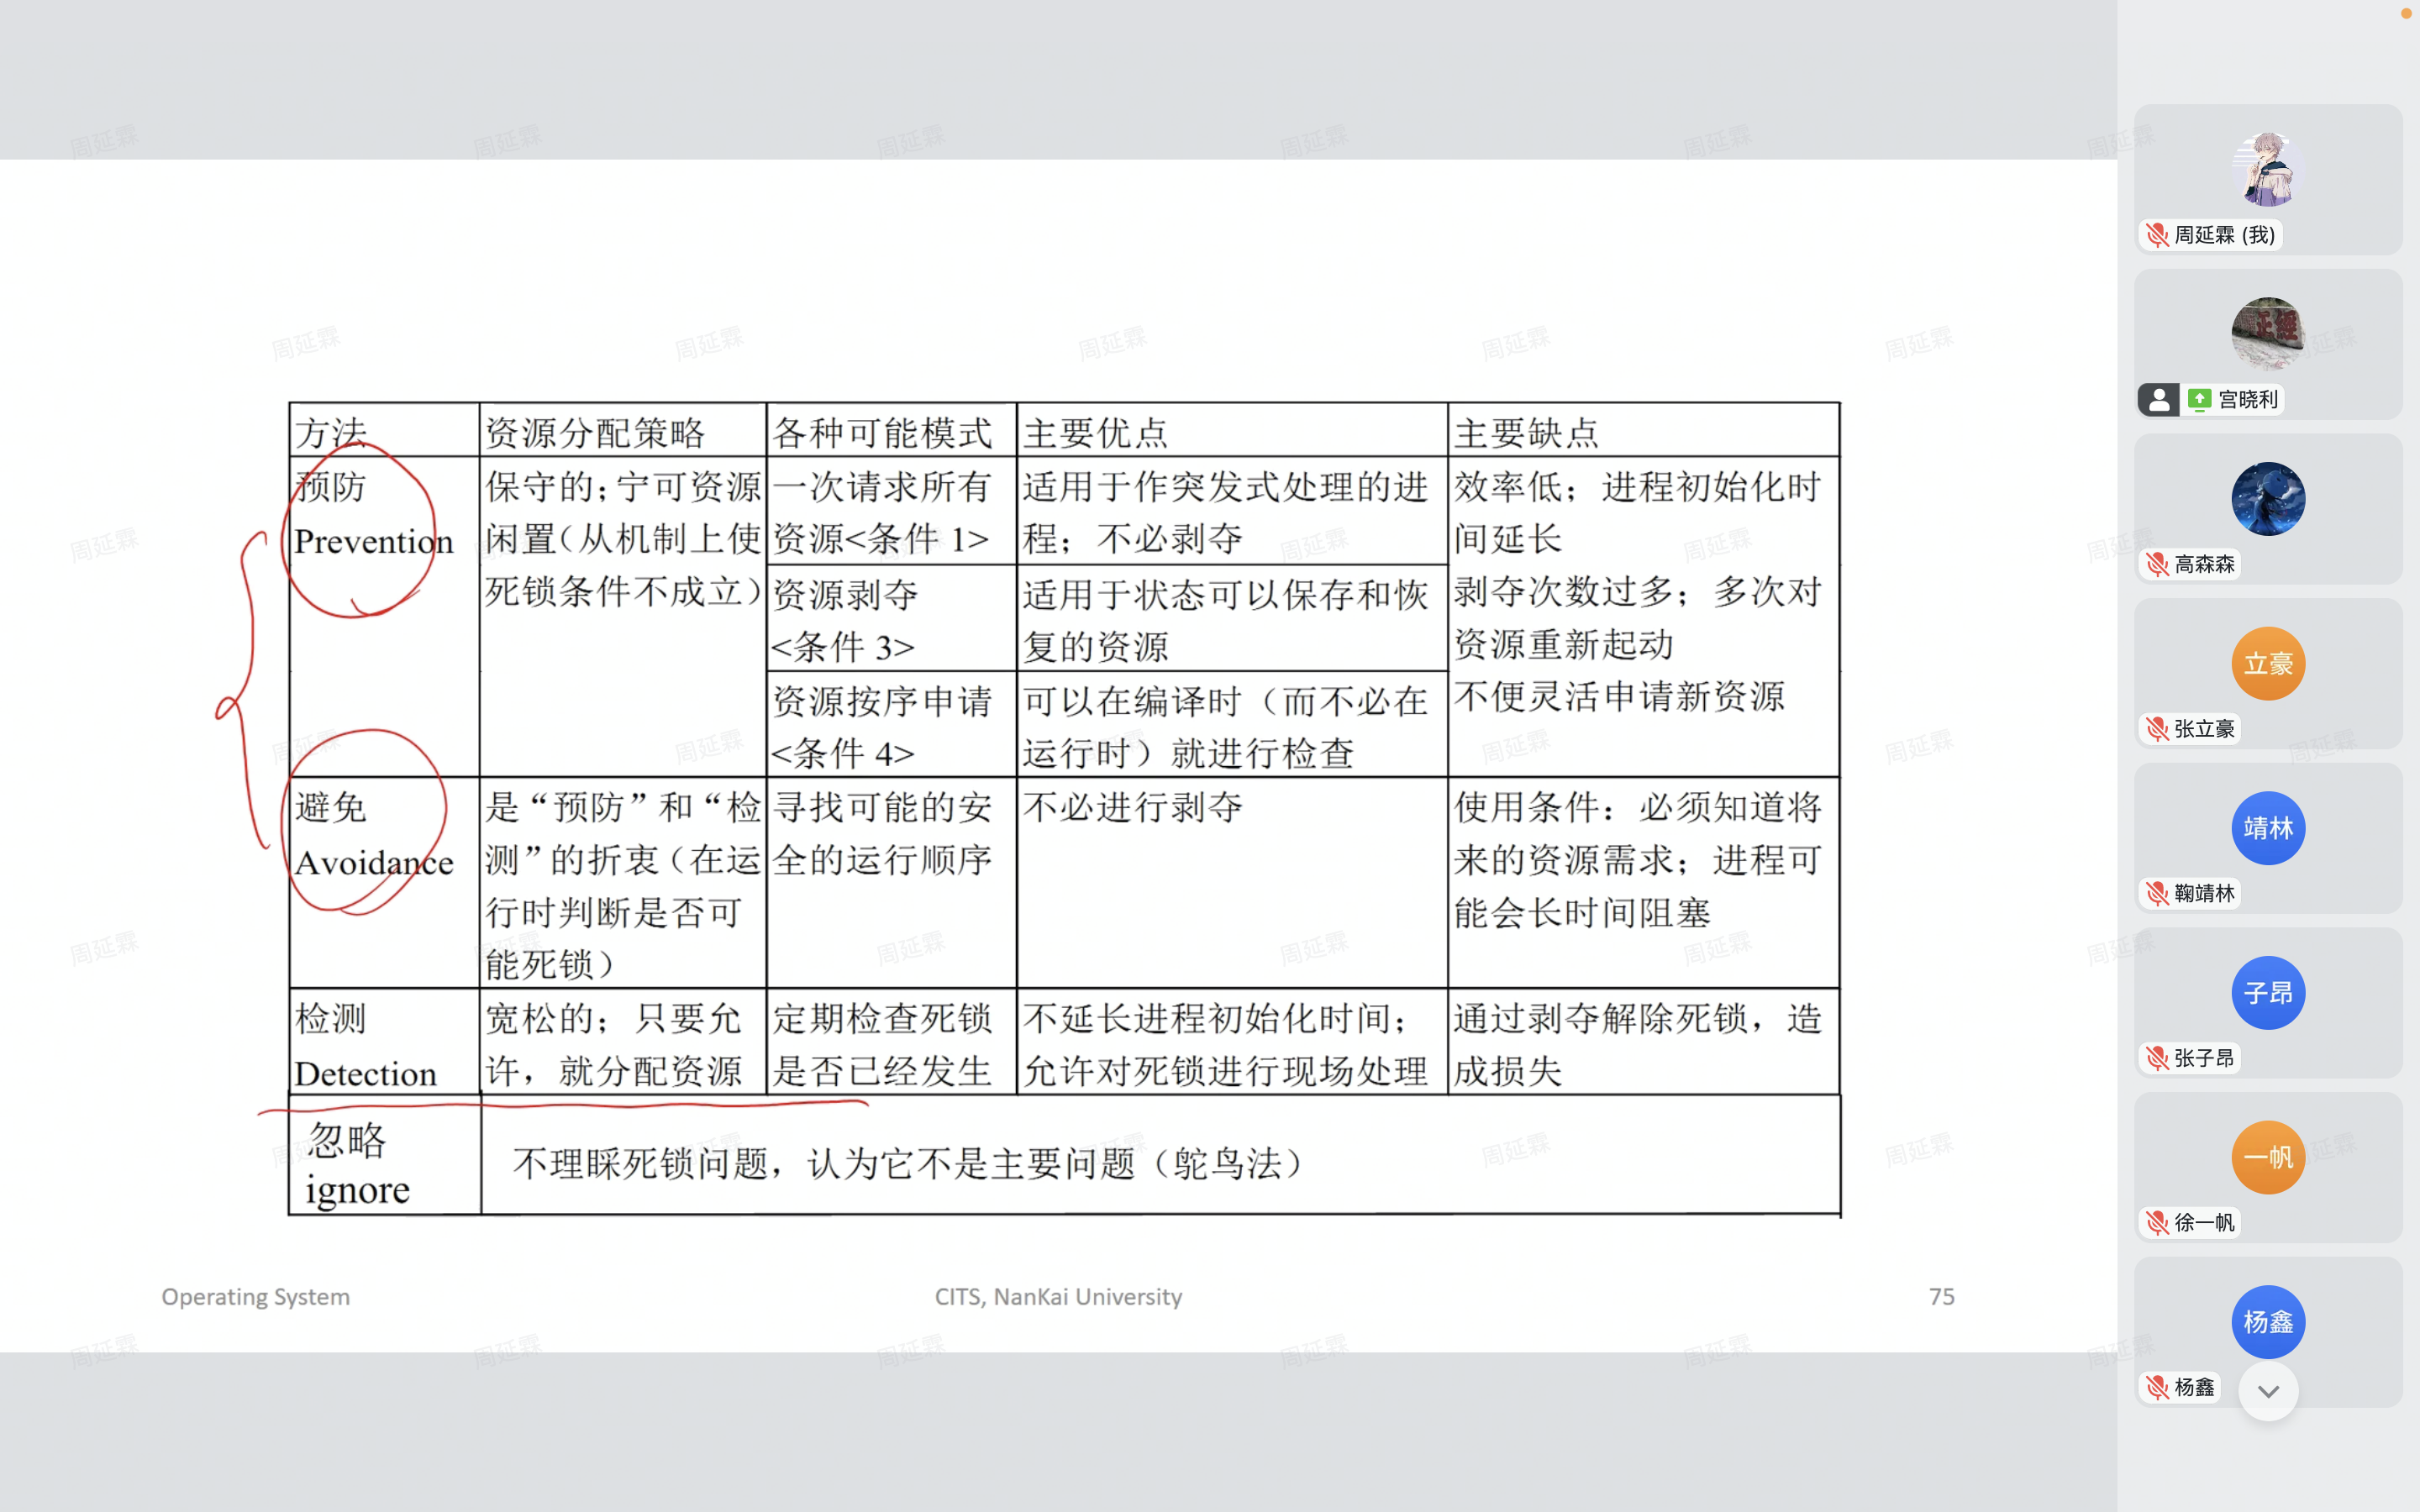 方法
资源分配策略
各种可能模式
主要优点
主要缺点
预防
Prevention
保守的；宁可资源
闲置（从机制上使
死锁条件不成立）
一次请求所有
资源<条件 1>
适用于作突发式处理的进
程；不必剥夺
效率低；进程初始化时
间延长
剥夺次数过多；多次对
资源重新起动
不便灵活申请新资源
资源剥夺
<条件 3>
适用于状态可以保存和恢
复的资源
资源按序申请
<条件 4>
可以在编译时（而不必在
运行时）就进行检查
避免
Avoidance
是“预防”和“检
测”的折衷（在运
行时判断是否可
能死锁）
寻找可能的安
全的运行顺序
不必进行剥夺
使用条件：必须知道将
来的资源需求；进程可
能会长时间阻塞
检测
Detection
宽松的；只要允
许，就分配资源
定期检查死锁
是否已经发生
不延长进程初始化时间；
允许对死锁进行现场处理
通过剥夺解除死锁，造
成损失
忽略
ignore
不理睬死锁问题，认为它不是主要问题（鸵鸟法）
Operating System
CITS, NanKai University
75
周延霖 (我)
宫晓利
高森森
立豪
张立豪
靖林
鞠靖林
子昂
张子昂
一帆
徐一帆
杨鑫
杨鑫
周延霖